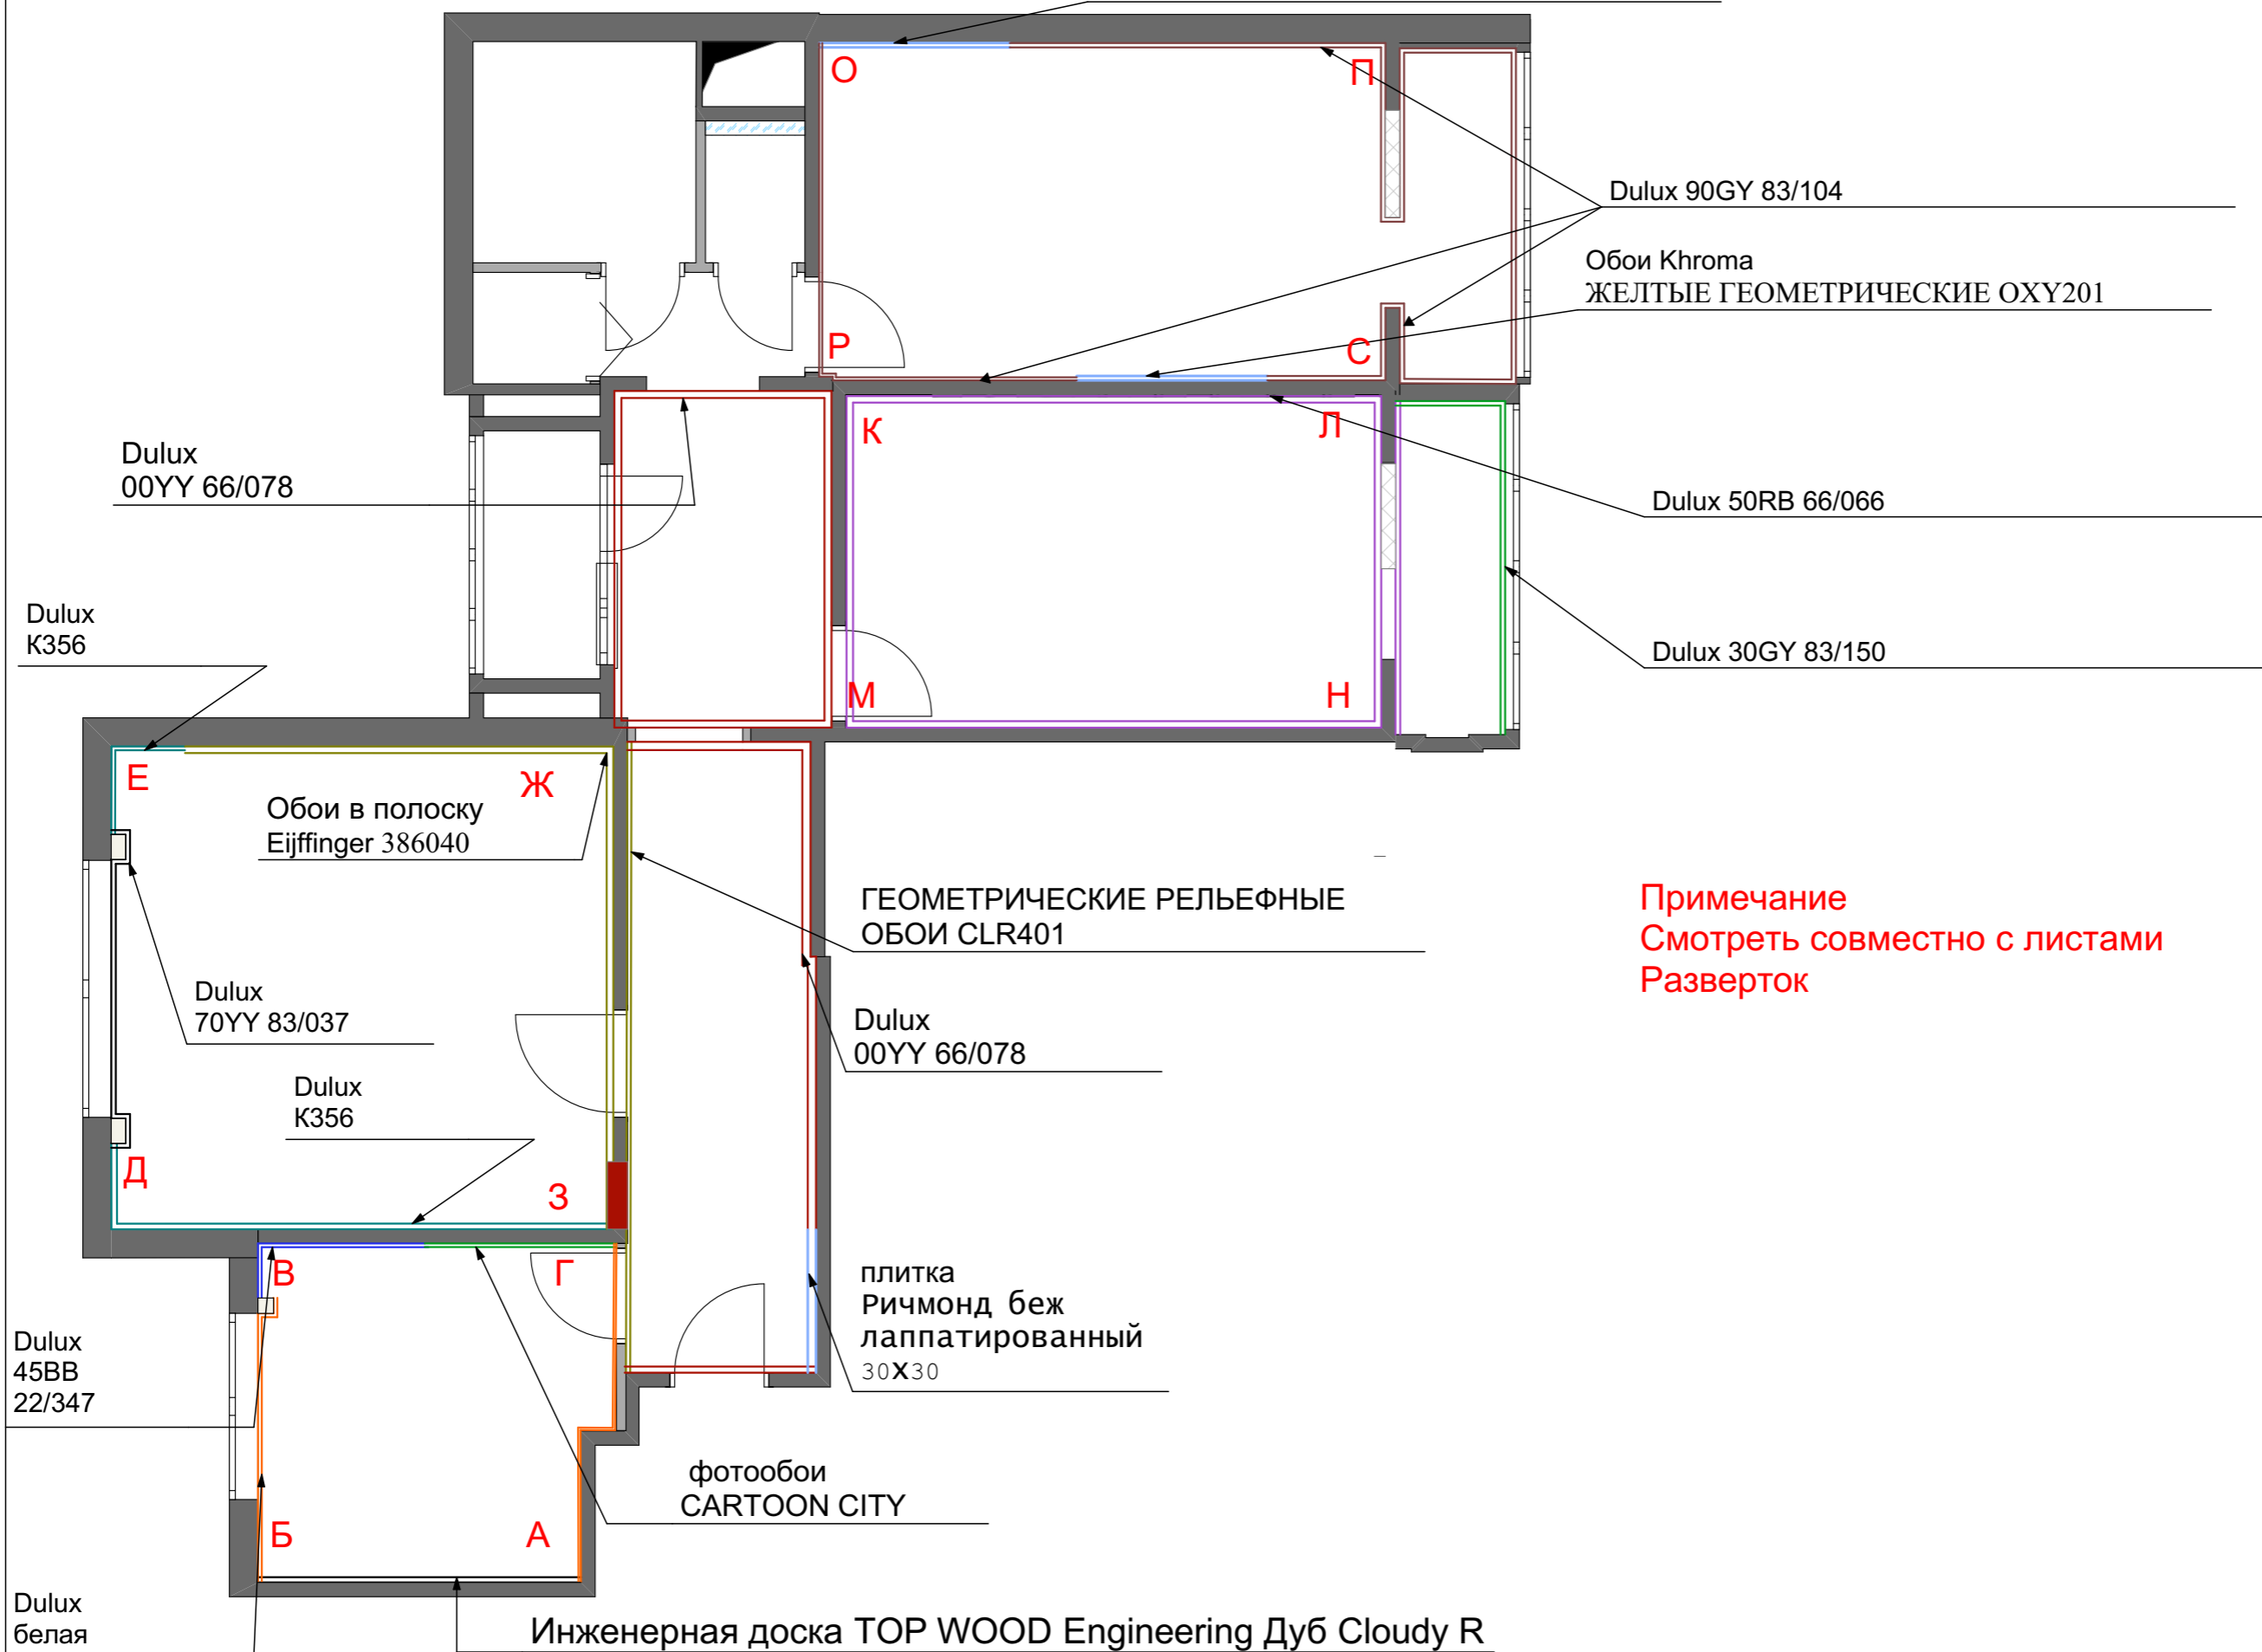 О
П
Dulux 90GY 83/104
Обои Khroma
ЖЕЛТЫЕ ГЕОМЕТРИЧЕСКИЕ OXY201
Р
С
К
Л
Dulux
00YY 66/078
Dulux 50RB 66/066
Dulux
K356
Dulux 30GY 83/150
М
Н
Е
Ж
Обои в полоску
Eijffinger 386040
ГЕОМЕТРИЧЕСКИЕ РЕЛЬЕФНЫЕ
ОБОИ CLR401
Примечание
Смотреть совместно с листами
Разверток
Dulux
70YY 83/037
Dulux
00YY 66/078
Dulux
K356
Д
З
В
Г
плитка
Ричмонд беж
лаппатированный
30X30
Dulux
45BB
22/347
фотообои
CARTOON CITY
Б
А
Dulux
белая
Инженерная доска TOP WOOD Engineering Дуб Cloudy R